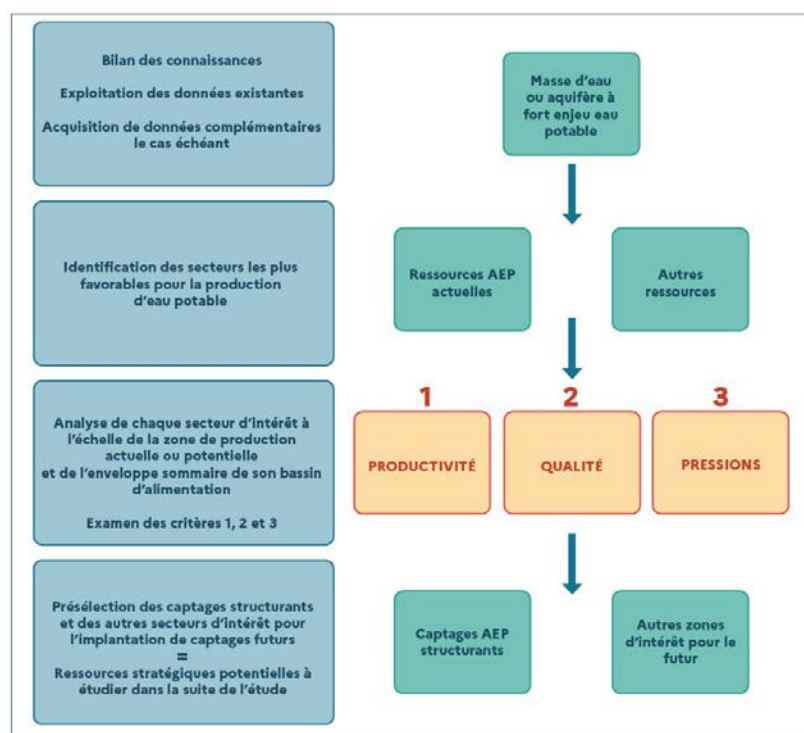 Bilan des connaissances
Exploitation des données existantes
Acquisition de données complémentaires
le cas échéant
Masse d'eau
ou aquifère à
fort enjeu eau
potable
Identification des secteurs les plus
favorables pour la production
d'eau potable
Ressources AEP
actuelles
Autres
ressources
Analyse de chaque secteur d'intérêt à
l'échelle de la zone de production
actuelle ou potentielle
et de l'enveloppe sommaire de son bassin
d'alimentation
Examen des critères 1, 2 et 3
1
PRODUCTIVITÉ
2
QUALITÉ
3
PRESSIONS
Présélection des captages structurants
et des autres secteurs d'intérêt pour
l'implantation de captages futurs
=
Ressources stratégiques potentielles à
étudier dans la suite de l'étude
Captages AEP
structurants
Autres zones
d'intérêt pour le
futur